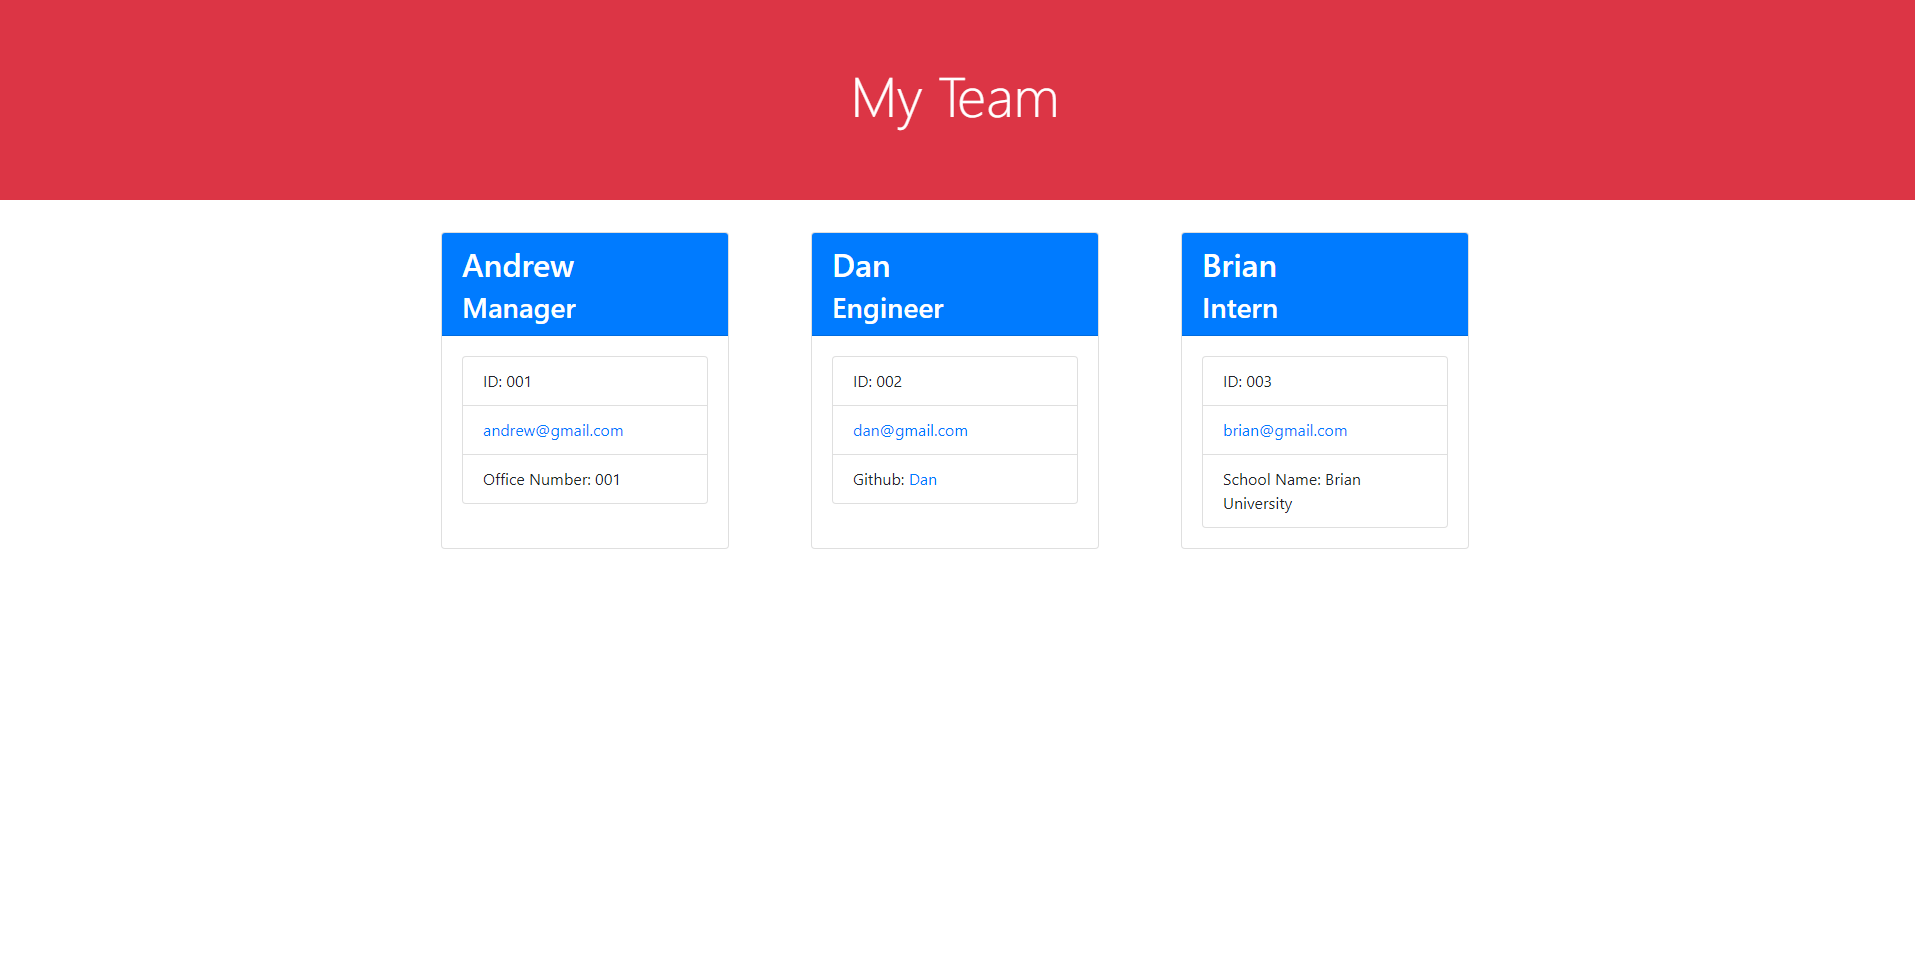 My Team
Andrew
Manager
ID: 001
andrew@gmail.com
Office Number: 001
Dan
Engineer
ID: 002
dan@gmail.com
Github: Dan
Brian
Intern
ID: 003
brian@gmail.com
School Name: Brian
University